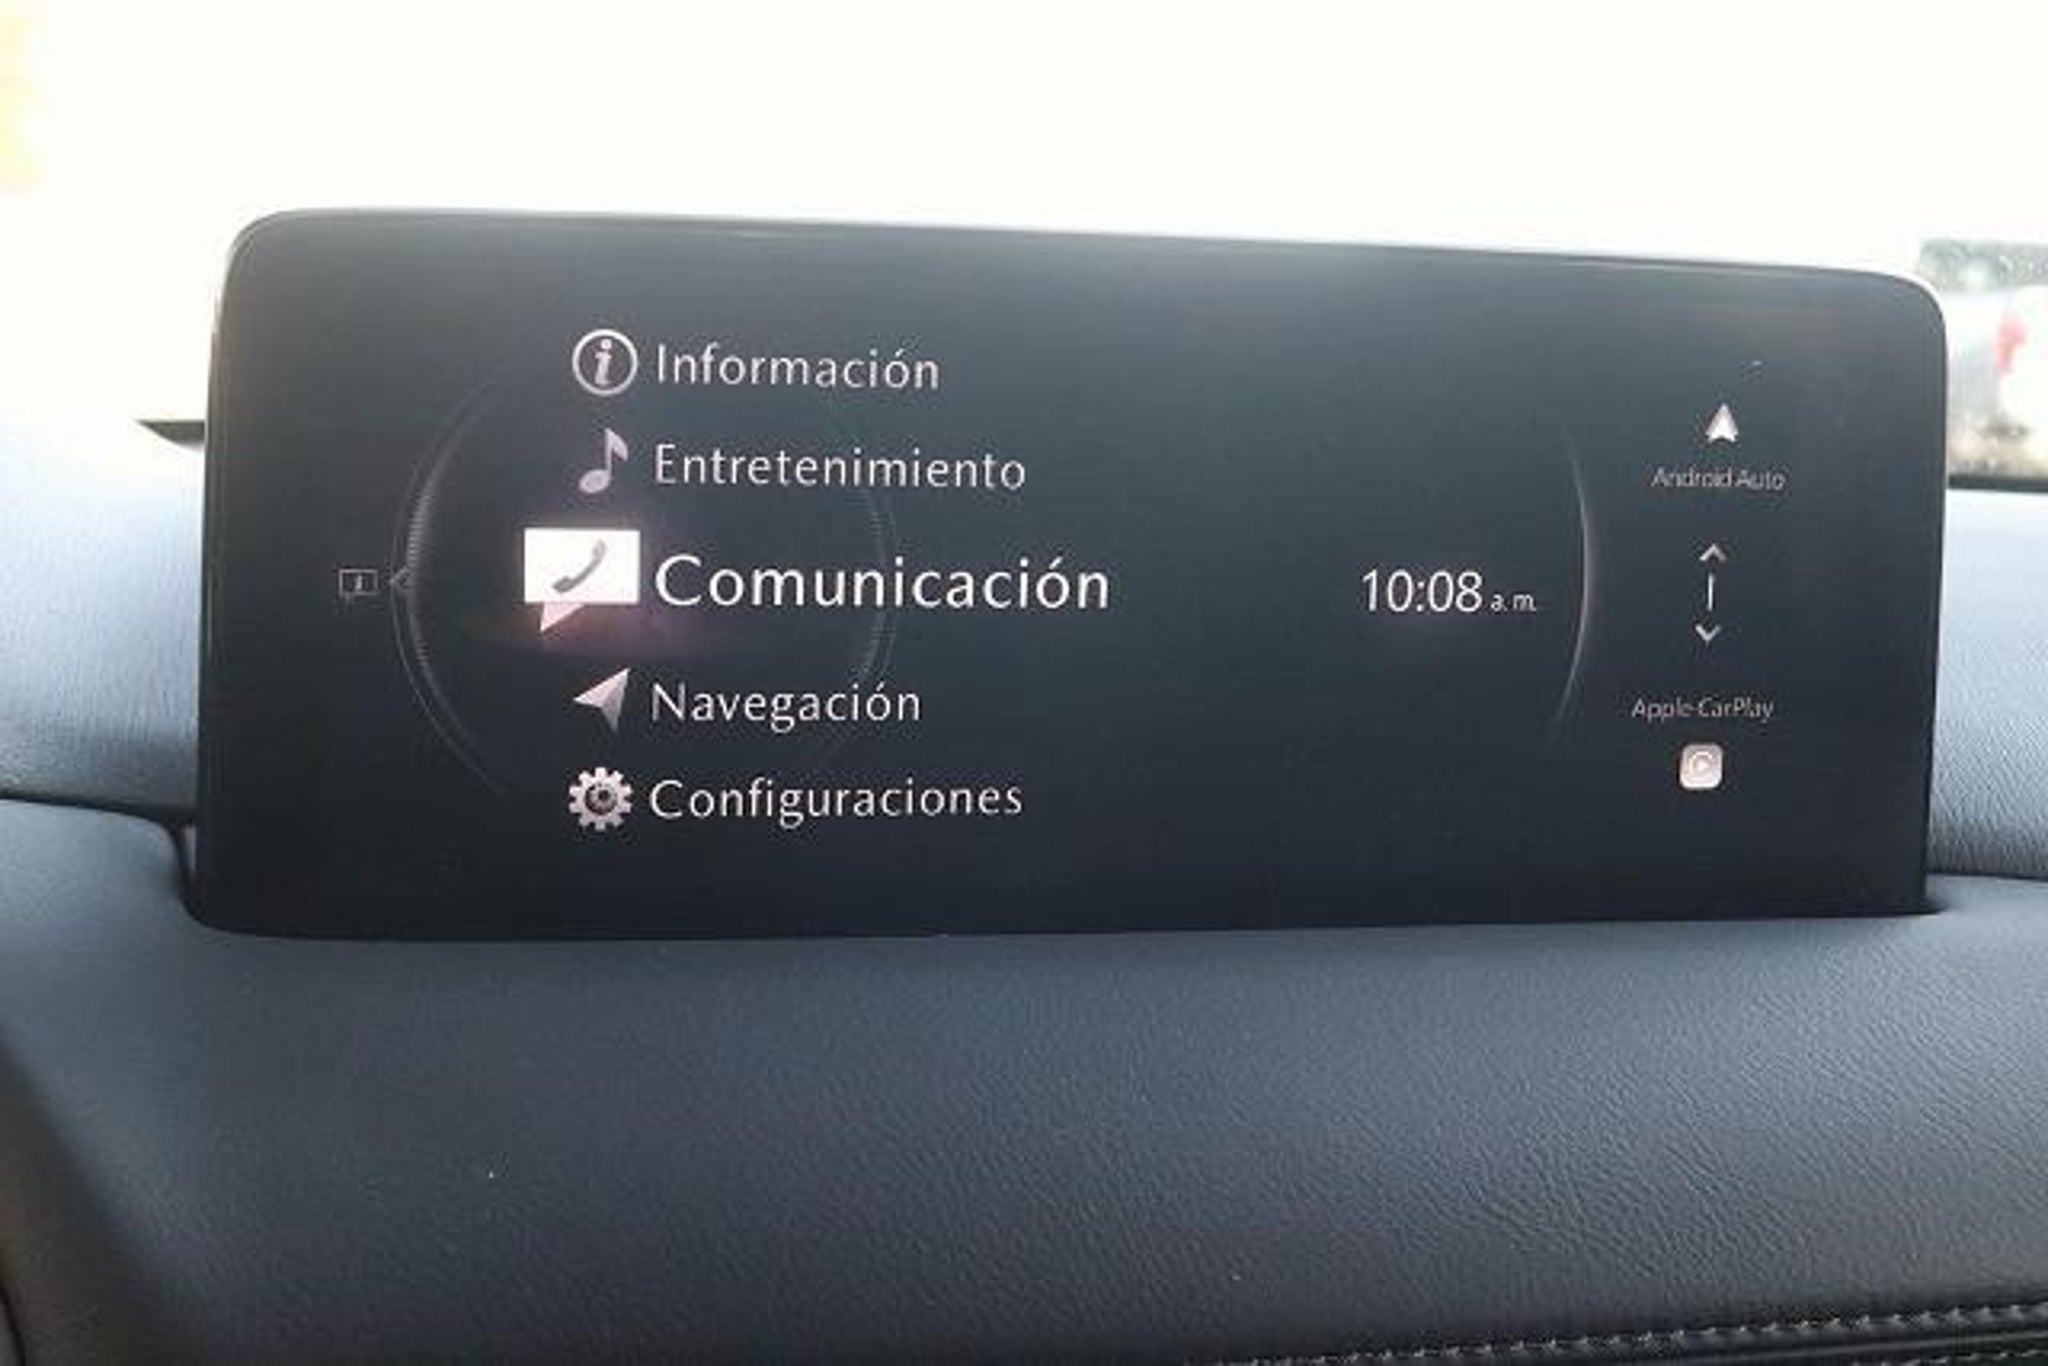 Información
Entretenimiento
Comunicación
Navegación
Configuraciones
10:08 a.m.
Android Auto
Apple CarPlay